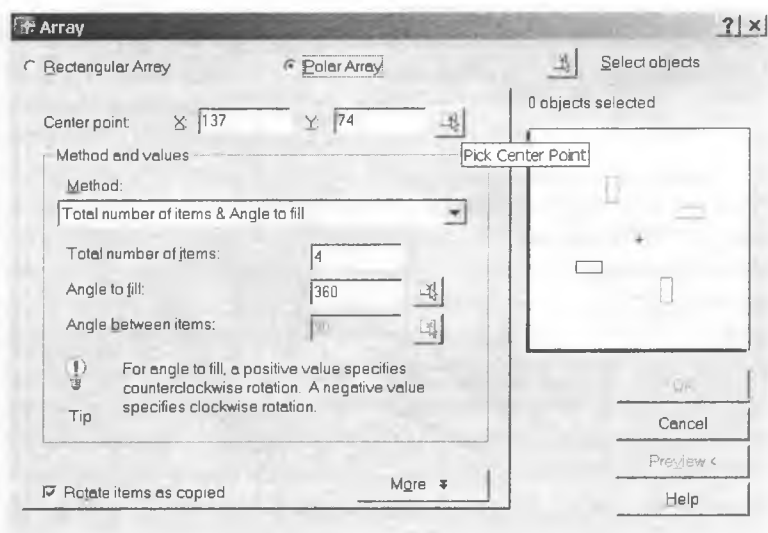 Array
Rectangular Array
Polar Array
Select objects
0 objects selected
Center point: X: 137 Y: 74
Pick Center Point
Method and values
Method:
Total number of items & Angle to fill
Total number of items: 4
Angle to fill: 360
Angle between items: 90
Tip
For angle to fill, a positive value specifies
counterclockwise rotation. A negative value
specifies clockwise rotation.
OK
Cancel
Preview <
Help
Rotate items as copied
More